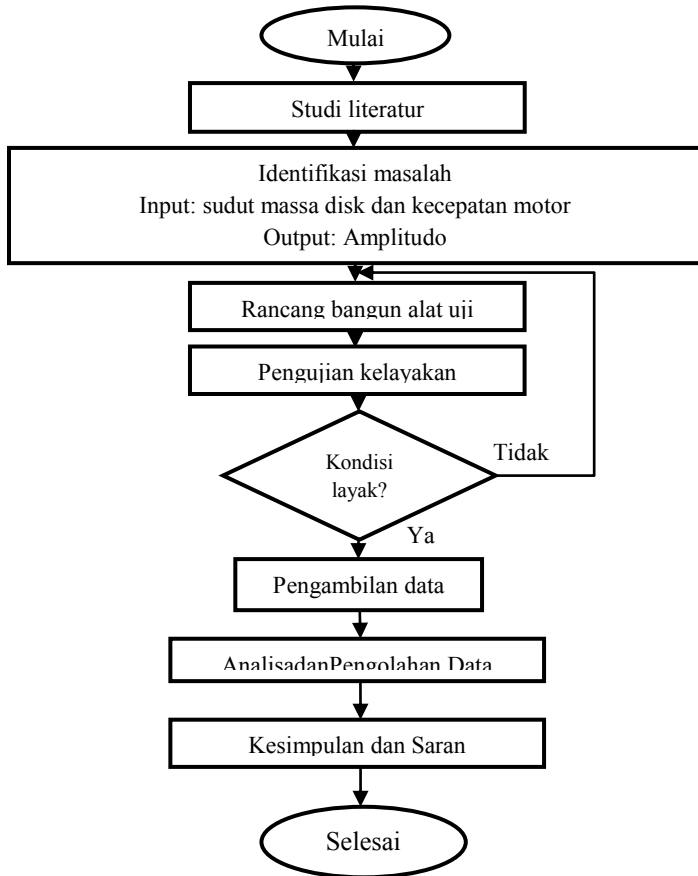 Mulai
Studi literatur
Identifikasi masalah
Input: sudut massa disk dan kecepatan motor
Output: Amplitudo
Rancang bangun alat uji
Pengujian kelayakan
Kondisi
layak?
Tidak
Ya
Pengambilan data
AnalisadanPengolahan Data
Kesimpulan dan Saran
Selesai